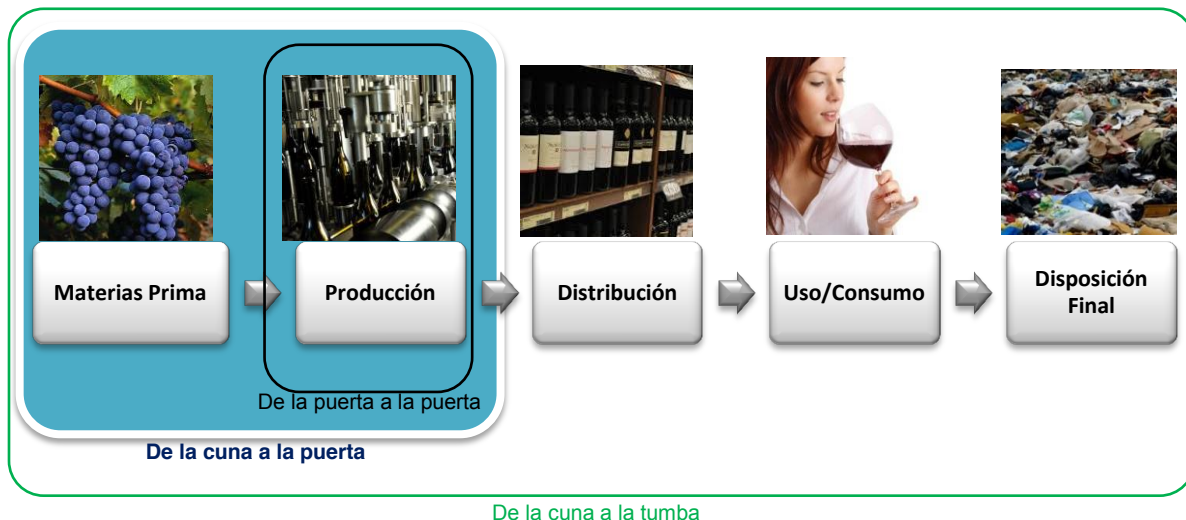 Materias Prima
Producción
Distribución
Uso/Consumo
Disposición
Final
De la puerta a la puerta
De la cuna a la puerta
De la cuna a la tumba